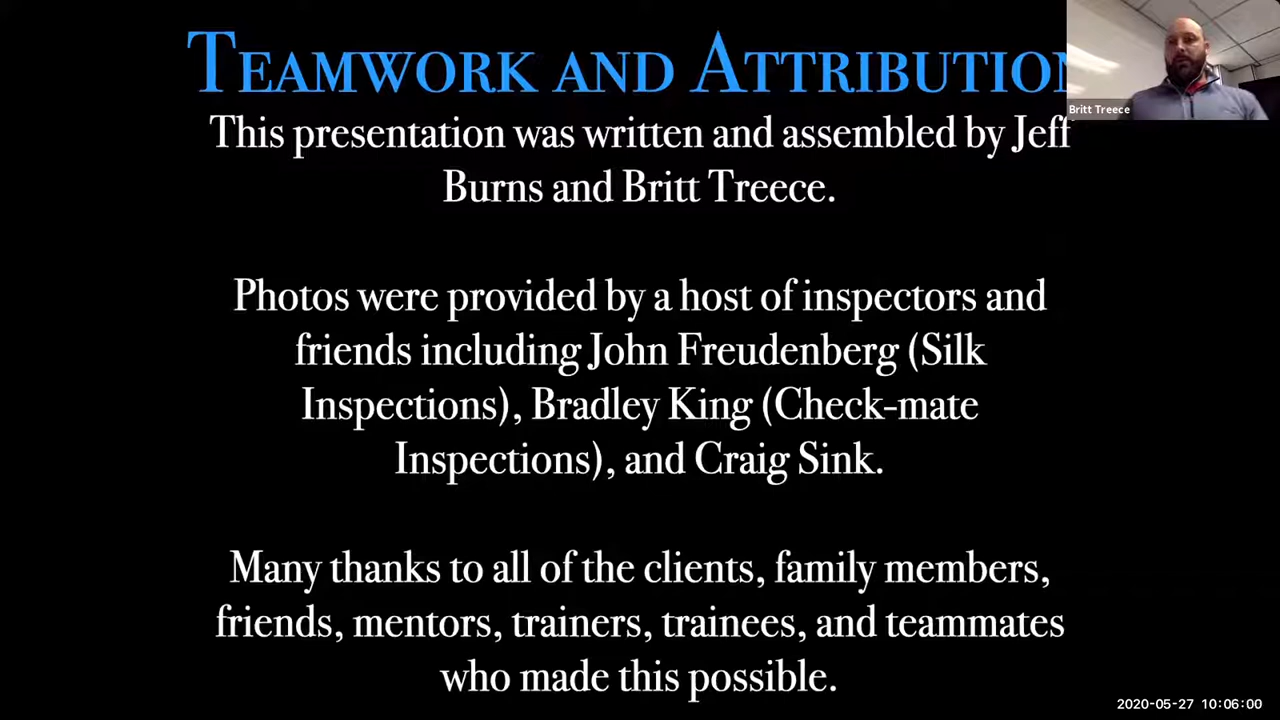 TEAMWORK AND ATTRIBUTION
This presentation was written and assembled by Jeff
Burns and Britt Treece.
Photos were provided by a host of inspectors and
friends including John Freudenberg (Silk
Inspections), Bradley King (Check-mate
Inspections), and Craig Sink.
Many thanks to all of the clients, family members,
friends, mentors, trainers, trainees, and teammates
who made this possible.
Britt Treece
2020-05-27 10:06:00